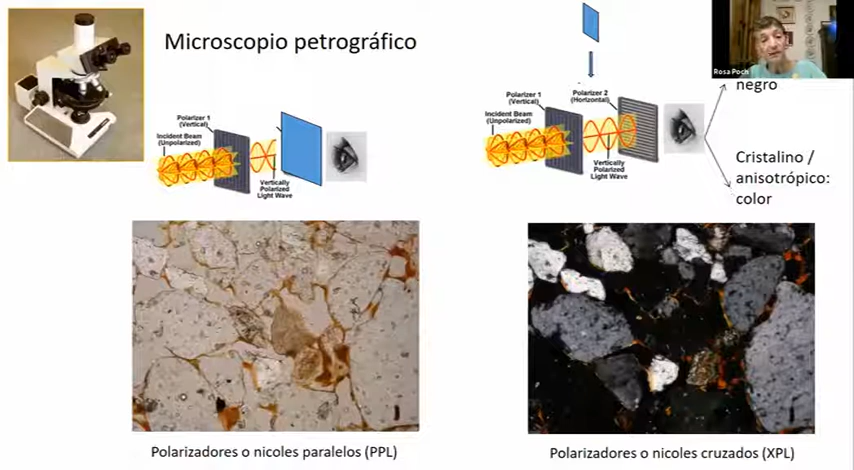 Microscopio petrográfico
Polarizer 1
(Vertical)
Incident Beam
(Unpolarized)
Vertically
Polarized
Light Wave
Polarizer 1
(Vertical)
Polarizer 2
(Horizontal)
Incident Beam
(Unpolarized)
Vertically
Polarized
Light Wave
Rosa Poch
negro
Cristalino /
anisotrópico:
color
Polarizadores o nicoles paralelos (PPL)
Polarizadores o nicoles cruzados (XPL)